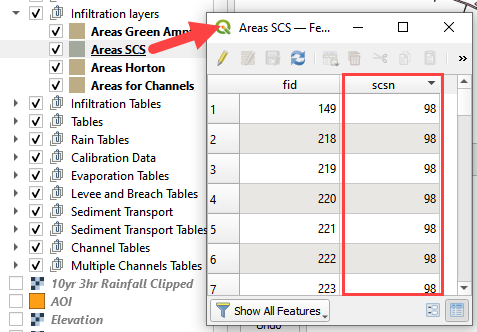 Infiltration layers
Areas Green Amp
Areas SCS
Areas Horton
Areas for Channels
Infiltration Tables
Tables
Rain Tables
Calibration Data
Evaporation Tables
Levee and Breach Tables
Sediment Transport
Sediment Transport Tables
Channel Tables
Multiple Channels Tables
10yr 3hr Rainfall Clipped
AOI
Elevation
Areas SCS — Fe...
fid scsn
1 149 98
2 218 98
3 219 98
4 220 98
5 221 98
6 222 98
7 223 98
Show All Features
Undo